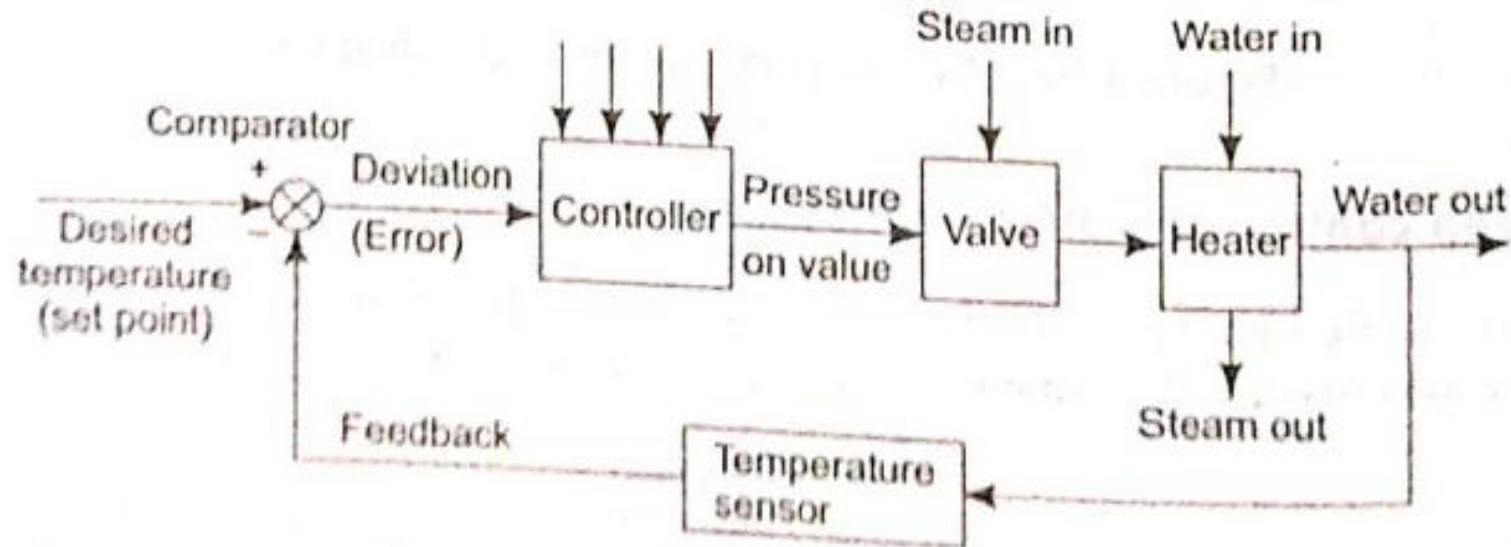 Steam in
Water in
Comparator
+
Deviation
(Error)
Controller
Pressure
on value
Valve
Heater
Water out
–
Desired
temperature
(set point)
Steam out
Feedback
Temperature
sensor